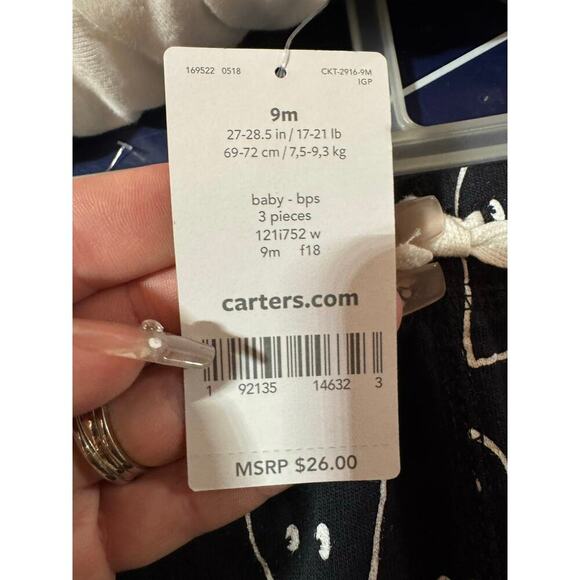 169522 0518 CKT-2916-9M
IGP
9m
27-28.5 in / 17-21 lb
69-72 cm / 7,5-9,3 kg
baby - bps
3 pieces
121i752 w
9m f18
carters.com
1 92135 14632 3
MSRP $26.00